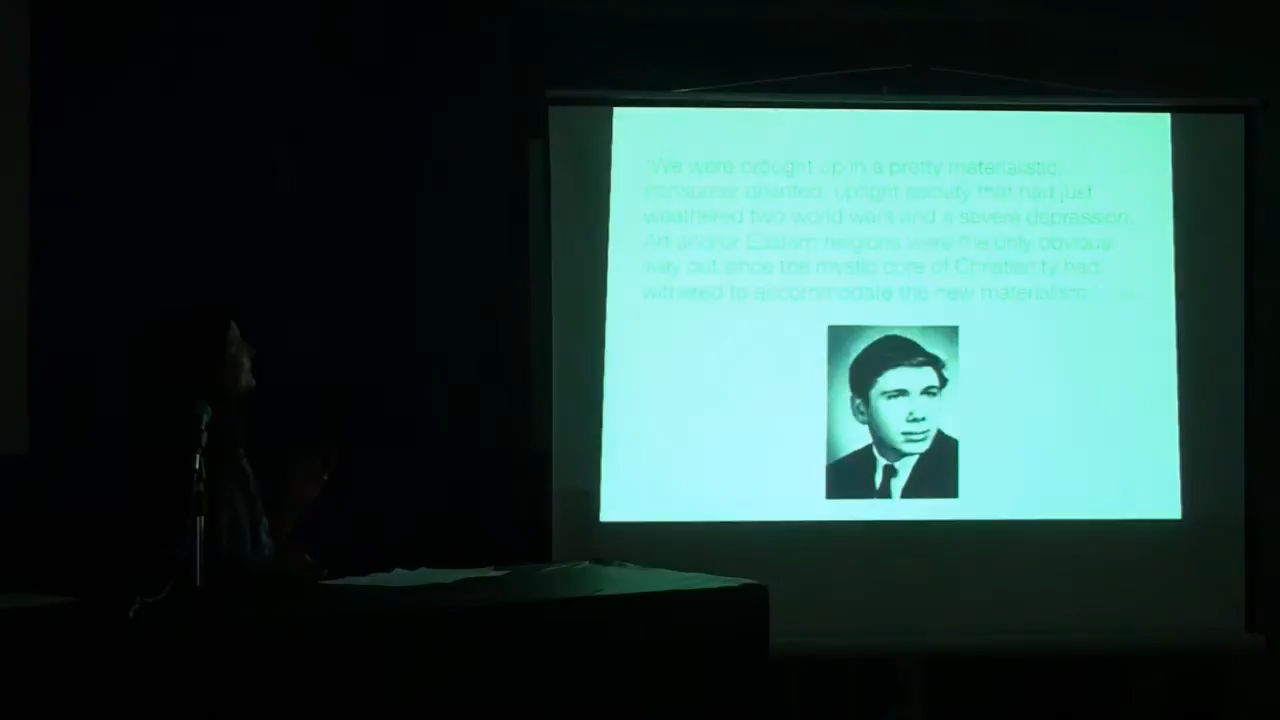 "We were brought up in a pretty materialistic,
consumer oriented, upright society that had just
weathered two world wars and a severe depression.
Art and/or Eastern religions were the only obvious
way out since the mystic core of Christianity had
withered to accommodate the new materialism."